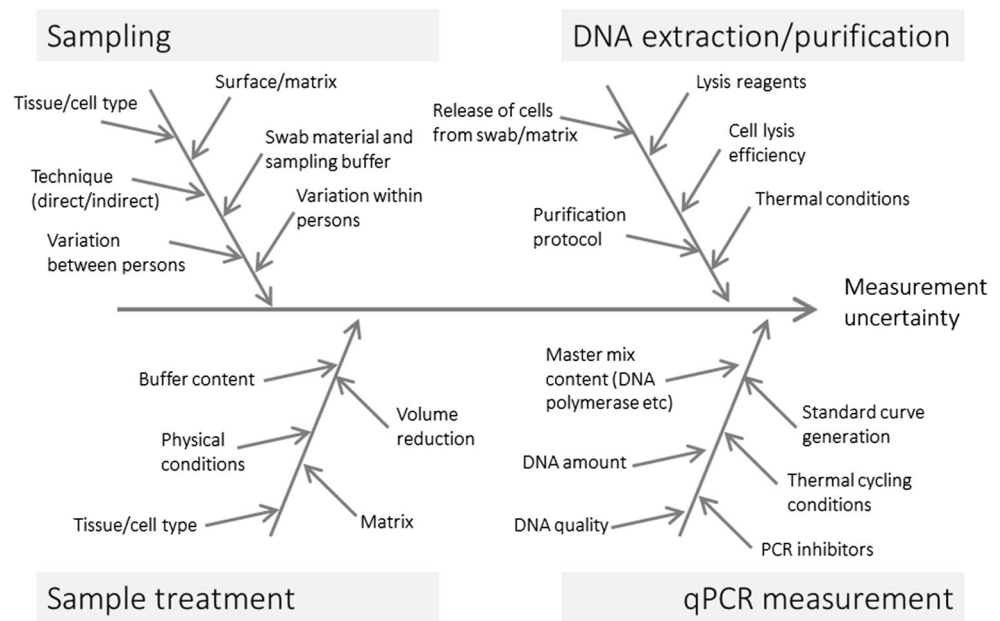 Sampling
DNA extraction/purification
Surface/matrix
Tissue/cell type
Swab material and
sampling buffer
Technique
(direct/indirect)
Variation within
persons
Variation
between persons
Lysis reagents
Release of cells
from swab/matrix
Cell lysis
efficiency
Thermal conditions
Purification
protocol
Measurement
uncertainty
Buffer content
Volume
reduction
Physical
conditions
Tissue/cell type
Matrix
Master mix
content (DNA
polymerase etc)
Standard curve
generation
DNA amount
Thermal cycling
conditions
DNA quality
PCR inhibitors
Sample treatment
qPCR measurement